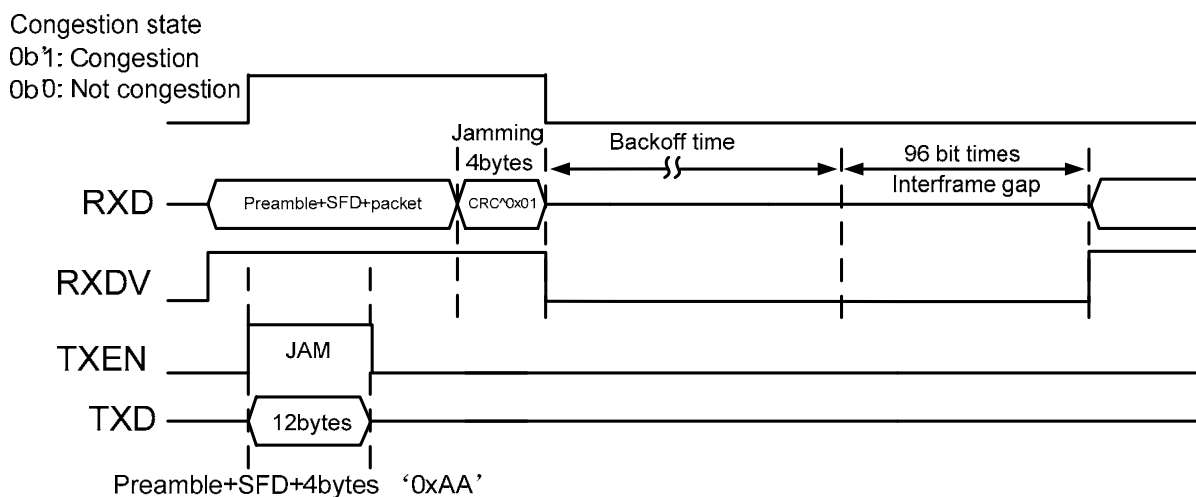 Congestion state
0b'1: Congestion
0b'0: Not congestion
Jamming
4bytes
Backoff time
96 bit times
Interframe gap
RXD
Preamble+SFD+packet
CRC^0x01
RXDV
TXEN
JAM
TXD
12bytes
Preamble+SFD+4bytes ‘0xAA’